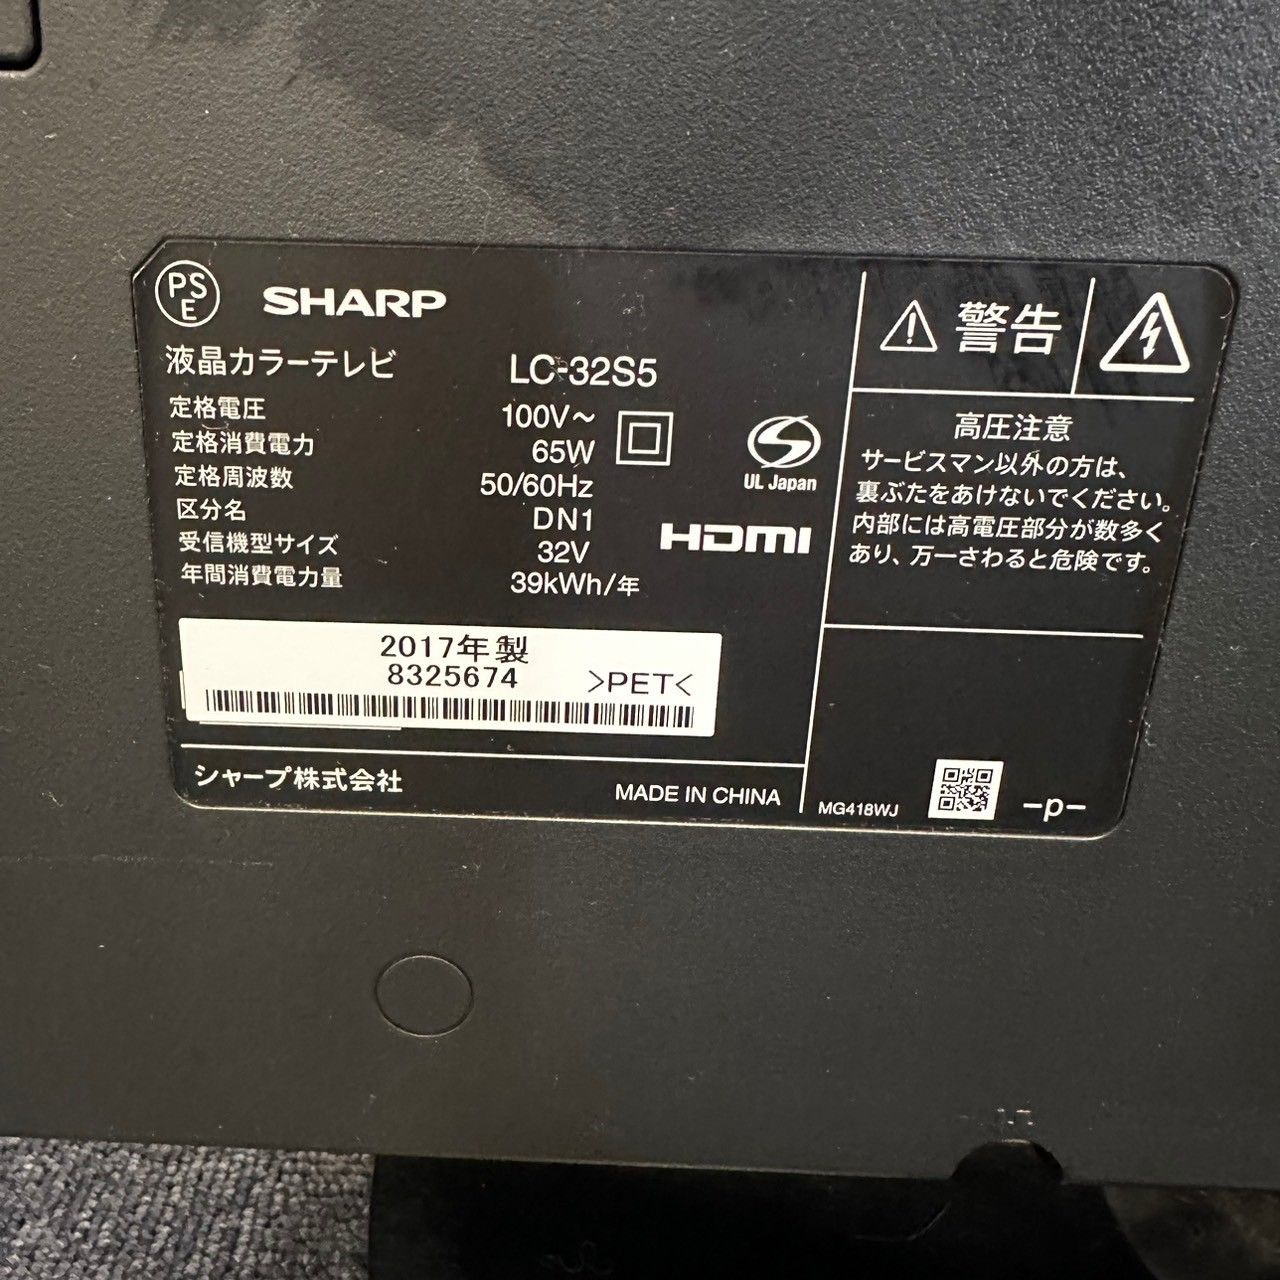 PS
E
SHARP
液晶カラーテレビ LC-32S5
定格電圧 100V~
定格消費電力 65W
定格周波数 50/60Hz
区分名 DN1
受信機型サイズ 32V
年間消費電力量 39kWh/年
UL Japan
HDMI
2017年製
8325674
>PET<
シャープ株式会社
MADE IN CHINA
警告
高圧注意
サービスマン以外の方は、
裏ぶたをあけないでください。
内部には高電圧部分が数多く
あり、万一さわると危険です。
MG418WJ
-p-